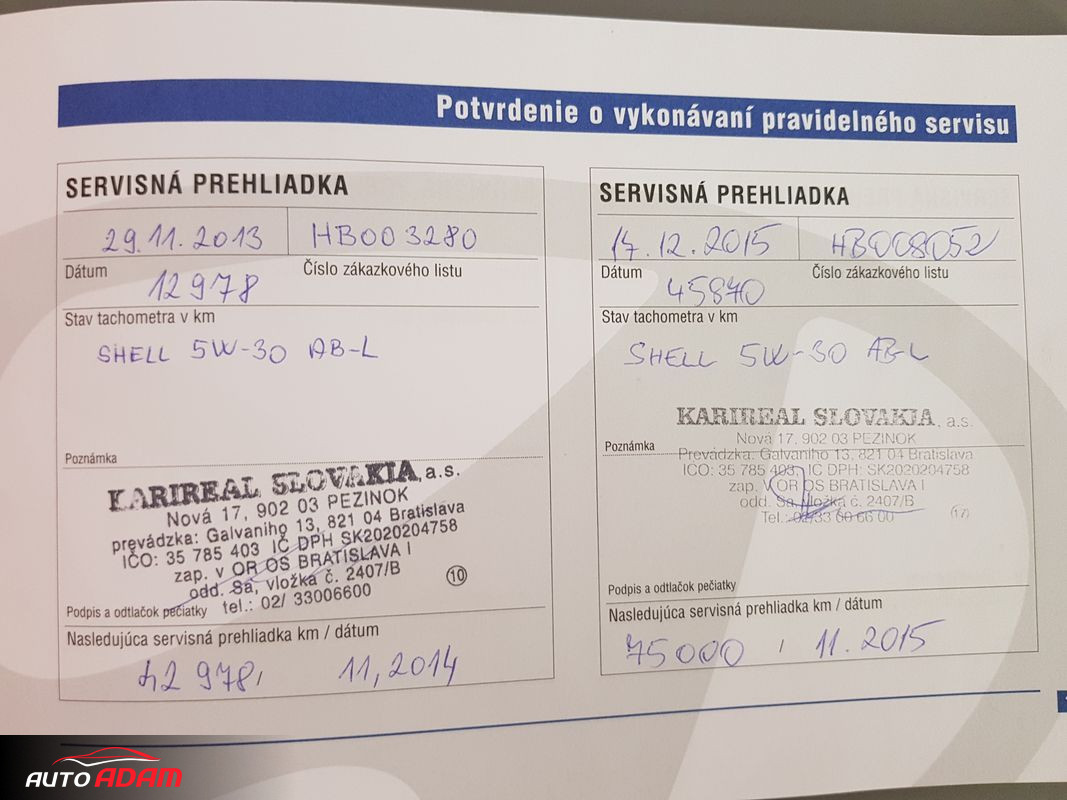 Potvrdenie o vykonávaní pravidelného servisu
SERVISNÁ PREHLIADKA
29.11.2013 HB003280
Dátum Číslo zákazkového listu
12978
Stav tachometra v km
SHELL 5W-30 AB-L
Poznámka
KARIREAL SLOVAKIA, a.s.
Nová 17, 902 03 PEZINOK
prevádzka: Galvaniho 13, 821 04 Bratislava
IČO: 35 785 403 IČ DPH SK2020204758
zap. v OR OS BRATISLAVA I
odd. Sa, vložka č. 2407/B
tel.: 02/ 33006600
10
Podpis a odtlačok pečiatky
Nasledujúca servisná prehliadka km / dátum
42 978, 11, 2014
SERVISNÁ PREHLIADKA
14.12.2015 HB008052
Dátum Číslo zákazkového listu
45870
Stav tachometra v km
SHELL 5W-30 AB-L
Poznámka
KARIREAL SLOVAKIA, a.s.
Nová 17, 902 03 PEZINOK
Prevádzka: Galvaniho 13, 821 04 Bratislava
IČO: 35 785 403, IČ DPH: SK2020204758
zap. v OR OS BRATISLAVA I
odd. Sa, vložka č. 2407/B
Tel.: 02/33 00 66 00
(17)
Podpis a odtlačok pečiatky
Nasledujúca servisná prehliadka km / dátum
75000 , 11.2015
AUTO ADAM